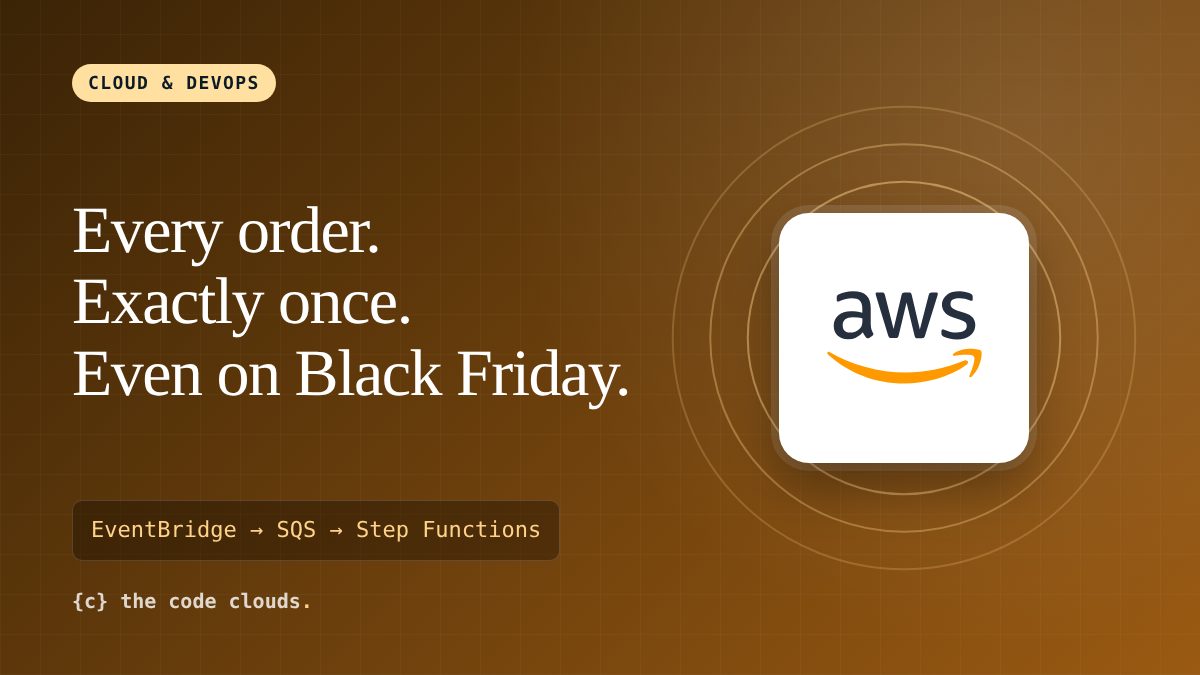 CLOUD & DEVOPS
Every order.
Exactly once.
Even on Black Friday.
aws
EventBridge → SQS → Step Functions
{c} the code clouds.